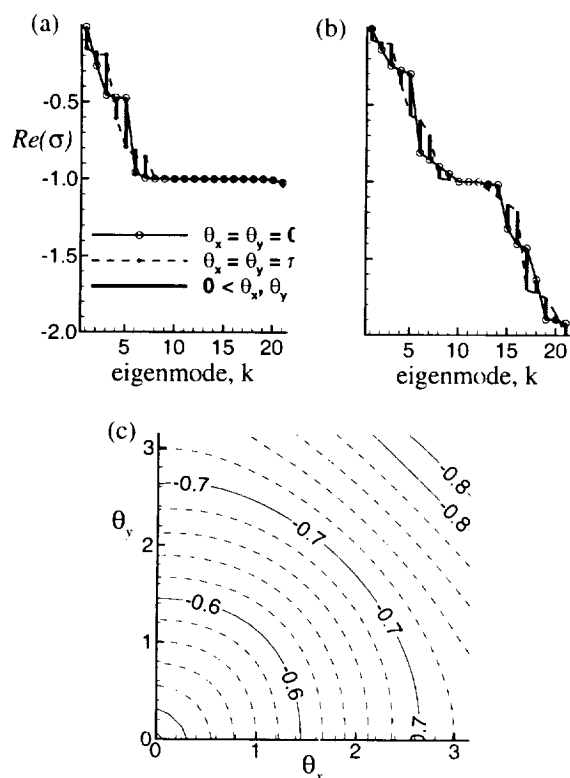 (a)
(b)
-0.5
Re(σ)
-1.0
-1.5
-2.0
θx = θy = 0
θx = θy = π
0 < θx, θy
5 10 15 20
5 10 15 20
eigenmode, k
eigenmode, k
(c)
3
θy
2
1
0
-0.7
-0.7
-0.7
-0.6
-0.6
-0.8
-0.8
0.7
0 1 2 3
θx